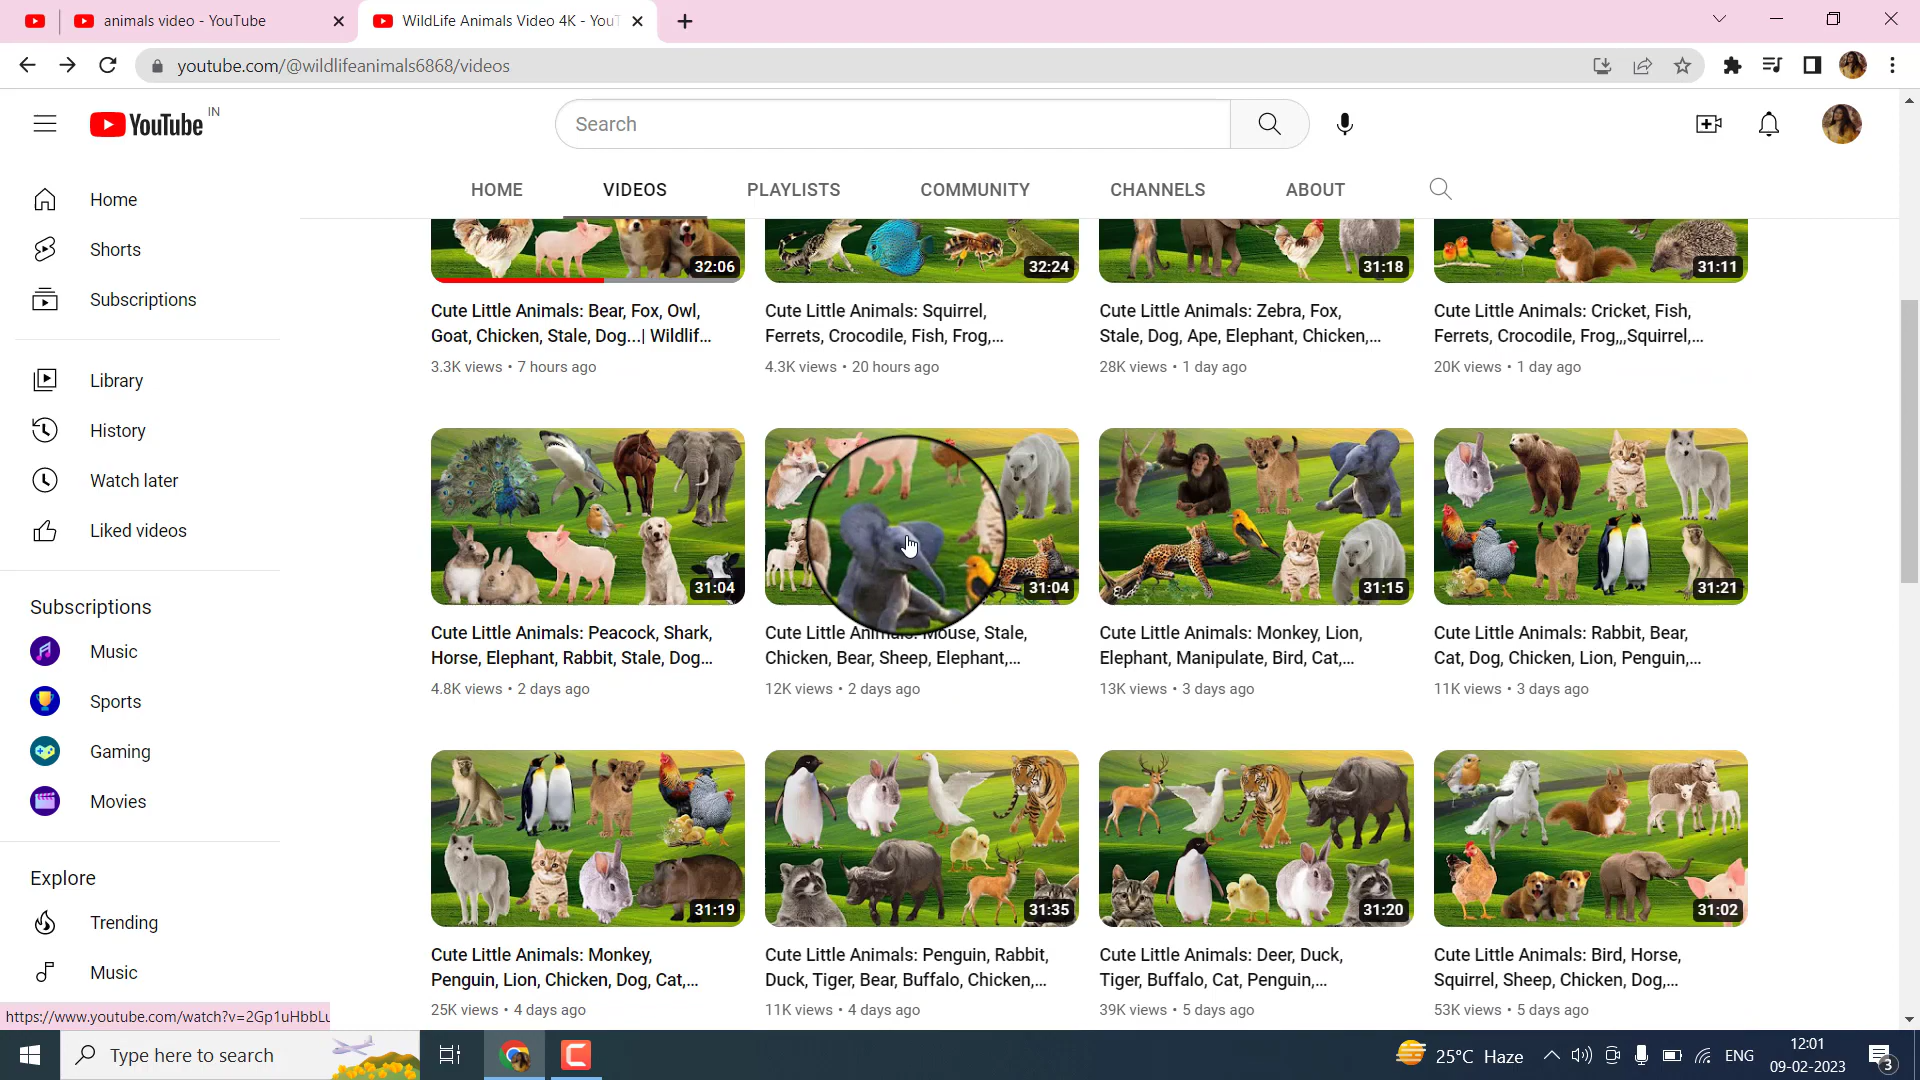 animals video - YouTube
WildLife Animals Video 4K - YouT
youtube.com/@wildlifeanimals6868/videos
YouTube IN
Search
HOME VIDEOS PLAYLISTS COMMUNITY CHANNELS ABOUT
Home
Shorts
Subscriptions
Library
History
Watch later
Liked videos
Subscriptions
Music
Sports
Gaming
Movies
Explore
Trending
Music
32:06
32:24
31:18
31:11
Cute Little Animals: Bear, Fox, Owl,
Goat, Chicken, Stale, Dog...| Wildlif...
3.3K views • 7 hours ago
Cute Little Animals: Squirrel,
Ferrets, Crocodile, Fish, Frog,...
4.3K views • 20 hours ago
Cute Little Animals: Zebra, Fox,
Stale, Dog, Ape, Elephant, Chicken,...
28K views • 1 day ago
Cute Little Animals: Cricket, Fish,
Ferrets, Crocodile, Frog,,,Squirrel,...
20K views • 1 day ago
31:04
31:04
31:15
31:21
Cute Little Animals: Peacock, Shark,
Horse, Elephant, Rabbit, Stale, Dog...
4.8K views • 2 days ago
Cute Little Animals: Mouse, Stale,
Chicken, Bear, Sheep, Elephant,...
12K views • 2 days ago
Cute Little Animals: Monkey, Lion,
Elephant, Manipulate, Bird, Cat,...
13K views • 3 days ago
Cute Little Animals: Rabbit, Bear,
Cat, Dog, Chicken, Lion, Penguin,...
11K views • 3 days ago
31:19
31:35
31:20
31:02
Cute Little Animals: Monkey,
Penguin, Lion, Chicken, Dog, Cat,...
25K views • 4 days ago
Cute Little Animals: Penguin, Rabbit,
Duck, Tiger, Bear, Buffalo, Chicken,...
11K views • 4 days ago
Cute Little Animals: Deer, Duck,
Tiger, Buffalo, Cat, Penguin,...
39K views • 5 days ago
Cute Little Animals: Bird, Horse,
Squirrel, Sheep, Chicken, Dog,...
53K views • 5 days ago
https://www.youtube.com/watch?v=2Gp1uHbbLu
Type here to search
25°C Haze
ENG
12:01
09-02-2023
3